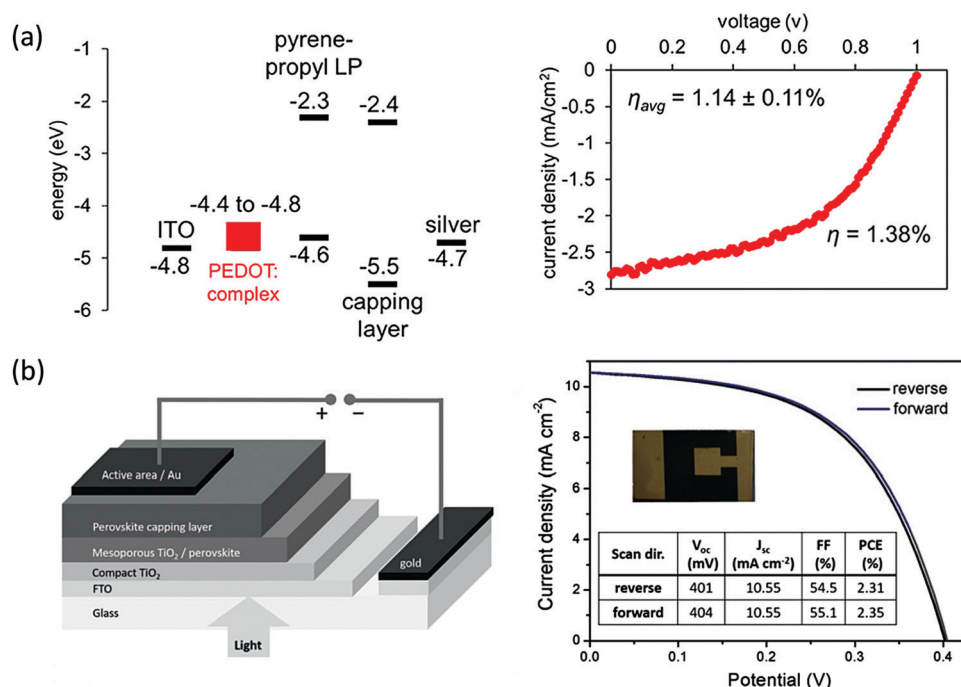 (a)
pyrene-
propyl LP
energy (eV)
-1
-2
-3
-4
-5
-6
-2.3
-2.4
-4.4 to -4.8
ITO
-4.8
PEDOT:
complex
-4.6
-5.5
capping
layer
silver
-4.7
voltage (v)
0 0.2 0.4 0.6 0.8 1
current density (mA/cm²)
0
-0.5
-1
-1.5
-2
-2.5
-3
ηavg = 1.14 ± 0.11%
η = 1.38%
(b)
+ −
Active area / Au
Perovskite capping layer
Mesoporous TiO₂ / perovskite
Compact TiO₂
FTO
Glass
gold
Light
Current density (mA cm⁻²)
10
8
6
4
2
0
reverse
forward
Scan dir. Voc (mV) Jsc (mA cm⁻²) FF (%) PCE (%)
reverse 401 10.55 54.5 2.31
forward 404 10.55 55.1 2.35
0.0 0.1 0.2 0.3 0.4
Potential (V)